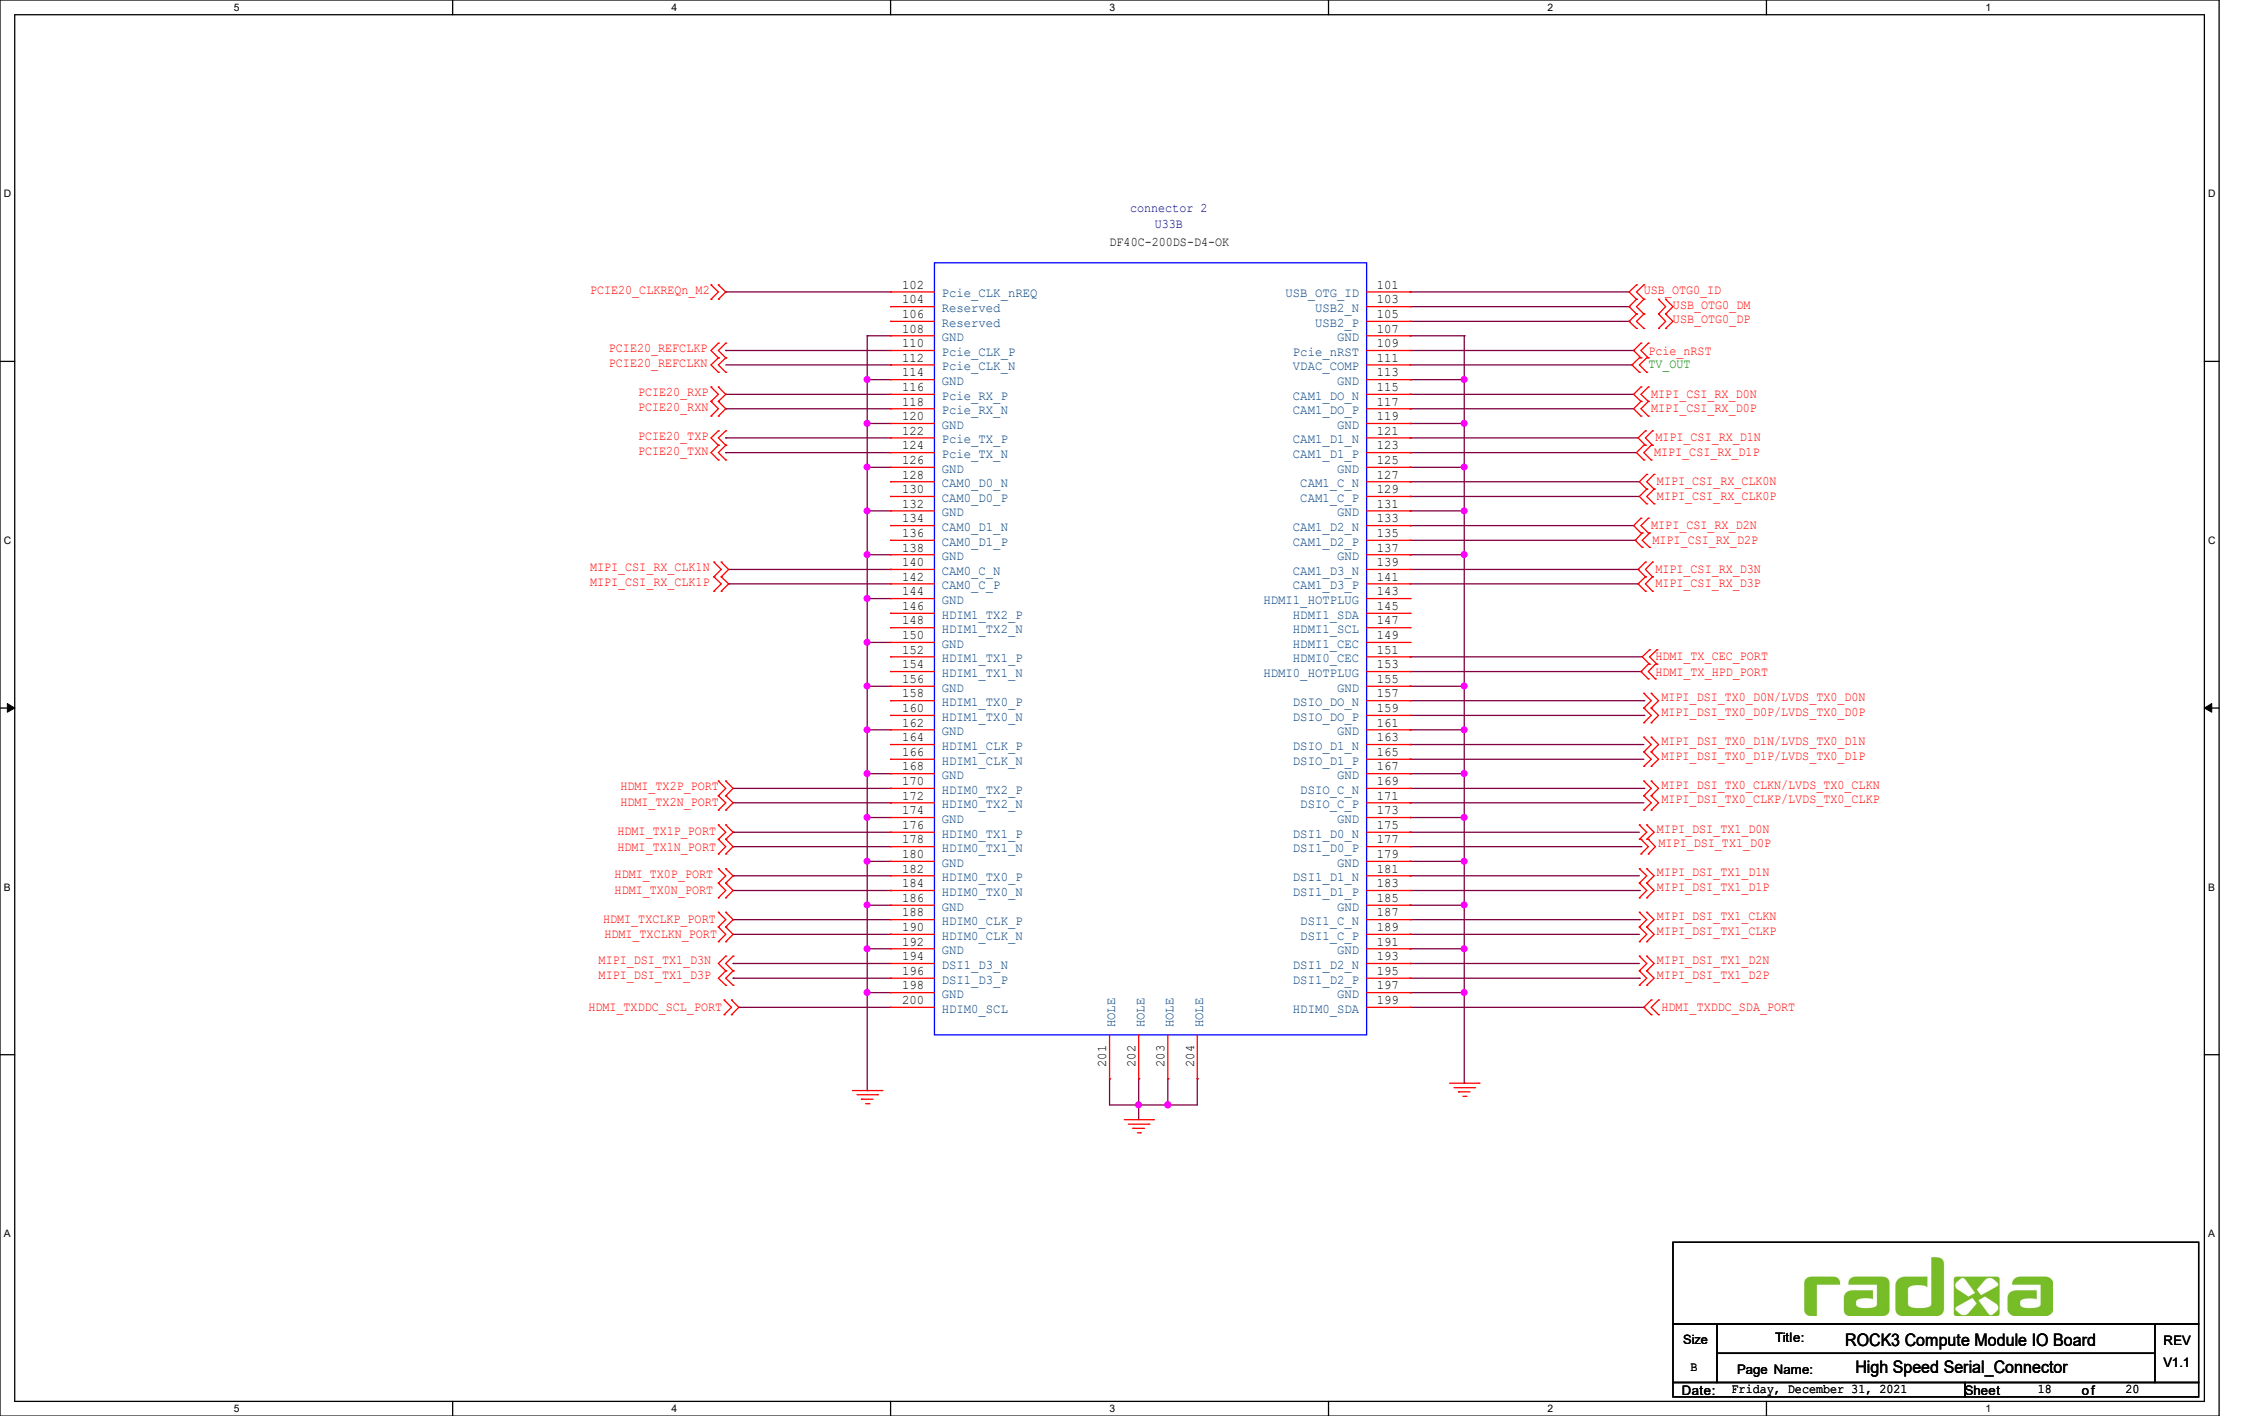 5 4 3 2 1
D D
C C
B B
A A
connector 2
U33B
DF40C-200DS-D4-OK
PCIE20_CLKREQn_M2 102 Pcie_CLK_nREQ USB_OTG_ID 101 USB_OTG0_ID
104 Reserved USB2_N 103 USB_OTG0_DM
106 Reserved USB2_P 105 USB_OTG0_DP
108 GND GND 107
PCIE20_REFCLKP 110 Pcie_CLK_P Pcie_nRST 109 Pcie_nRST
PCIE20_REFCLKN 112 Pcie_CLK_N VDAC_COMP 111 TV_OUT
114 GND GND 113
PCIE20_RXP 116 Pcie_RX_P CAM1_DO_N 115 MIPI_CSI_RX_D0N
PCIE20_RXN 118 Pcie_RX_N CAM1_DO_P 117 MIPI_CSI_RX_D0P
120 GND GND 119
PCIE20_TXP 122 Pcie_TX_P CAM1_D1_N 121 MIPI_CSI_RX_D1N
PCIE20_TXN 124 Pcie_TX_N CAM1_D1_P 123 MIPI_CSI_RX_D1P
126 GND GND 125
128 CAM0_D0_N CAM1_C_N 127 MIPI_CSI_RX_CLK0N
130 CAM0_D0_P CAM1_C_P 129 MIPI_CSI_RX_CLK0P
132 GND GND 131
134 CAM0_D1_N CAM1_D2_N 133 MIPI_CSI_RX_D2N
136 CAM0_D1_P CAM1_D2_P 135 MIPI_CSI_RX_D2P
138 GND GND 137
MIPI_CSI_RX_CLK1N 140 CAM0_C_N CAM1_D3_N 139 MIPI_CSI_RX_D3N
MIPI_CSI_RX_CLK1P 142 CAM0_C_P CAM1_D3_P 141 MIPI_CSI_RX_D3P
144 GND HDMI1_HOTPLUG 143
146 HDIM1_TX2_P HDMI1_SDA 145
148 HDIM1_TX2_N HDMI1_SCL 147
150 GND HDMI1_CEC 149
152 HDIM1_TX1_P HDMI0_CEC 151 HDMI_TX_CEC_PORT
154 HDIM1_TX1_N HDMI0_HOTPLUG 153 HDMI_TX_HPD_PORT
156 GND GND 155
158 HDIM1_TX0_P DSIO_DO_N 157 MIPI_DSI_TX0_D0N/LVDS_TX0_D0N
160 HDIM1_TX0_N DSIO_DO_P 159 MIPI_DSI_TX0_D0P/LVDS_TX0_D0P
162 GND GND 161
164 HDIM1_CLK_P DSIO_D1_N 163 MIPI_DSI_TX0_D1N/LVDS_TX0_D1N
166 HDIM1_CLK_N DSIO_D1_P 165 MIPI_DSI_TX0_D1P/LVDS_TX0_D1P
168 GND GND 167
HDMI_TX2P_PORT 170 HDIM0_TX2_P DSIO_C_N 169 MIPI_DSI_TX0_CLKN/LVDS_TX0_CLKN
HDMI_TX2N_PORT 172 HDIM0_TX2_N DSIO_C_P 171 MIPI_DSI_TX0_CLKP/LVDS_TX0_CLKP
174 GND GND 173
HDMI_TX1P_PORT 176 HDIM0_TX1_P DSI1_D0_N 175 MIPI_DSI_TX1_D0N
HDMI_TX1N_PORT 178 HDIM0_TX1_N DSI1_D0_P 177 MIPI_DSI_TX1_D0P
180 GND GND 179
HDMI_TX0P_PORT 182 HDIM0_TX0_P DSI1_D1_N 181 MIPI_DSI_TX1_D1N
HDMI_TX0N_PORT 184 HDIM0_TX0_N DSI1_D1_P 183 MIPI_DSI_TX1_D1P
186 GND GND 185
HDMI_TXCLKP_PORT 188 HDIM0_CLK_P DSI1_C_N 187 MIPI_DSI_TX1_CLKN
HDMI_TXCLKN_PORT 190 HDIM0_CLK_N DSI1_C_P 189 MIPI_DSI_TX1_CLKP
192 GND GND 191
MIPI_DSI_TX1_D3N 194 DSI1_D3_N DSI1_D2_N 193 MIPI_DSI_TX1_D2N
MIPI_DSI_TX1_D3P 196 DSI1_D3_P DSI1_D2_P 195 MIPI_DSI_TX1_D2P
198 GND GND 197
HDMI_TXDDC_SCL_PORT 200 HDIM0_SCL HDIM0_SDA 199 HDMI_TXDDC_SDA_PORT
HOLE HOLE HOLE HOLE
201 202 203 204
radxa
Size Title: ROCK3 Compute Module IO Board REV
B Page Name: High Speed Serial_Connector V1.1
Date: Friday, December 31, 2021 Sheet 18 of 20
5 4 3 2 1